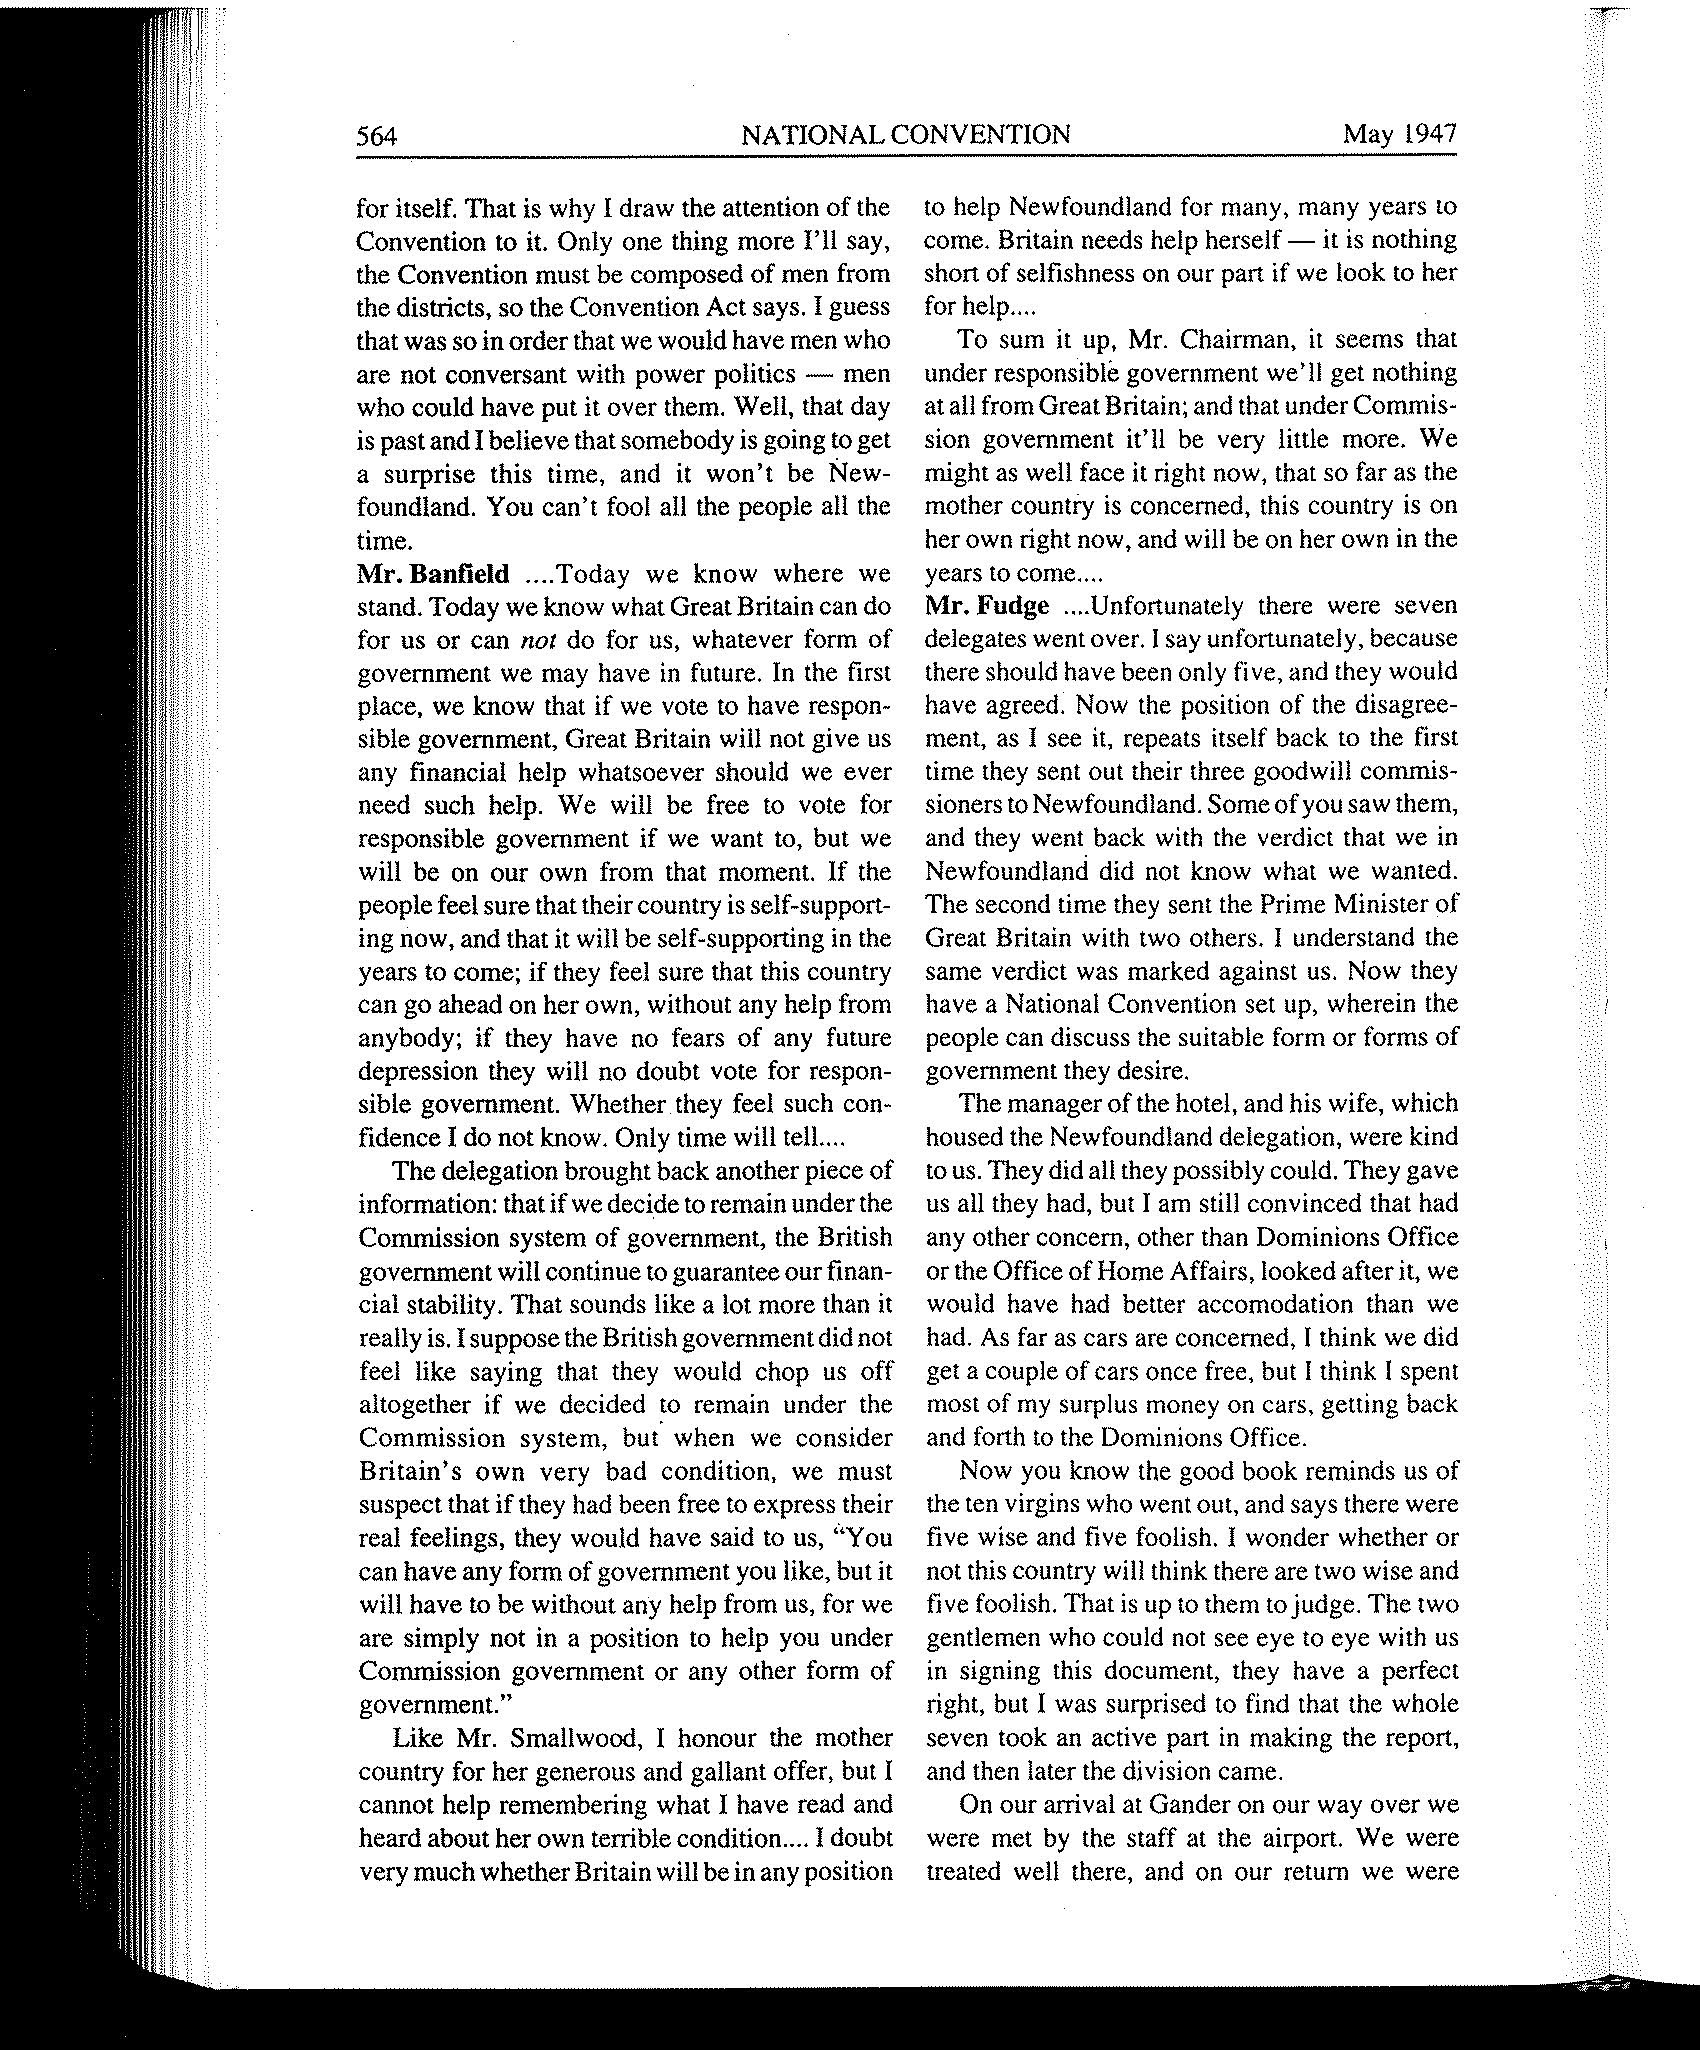 564 NATIONAL CONVENTION May 1947
for itself. That is why I draw the attention of the
Convention to it. Only one thing more I'll say,
the Convention must be composed of men from
the districts, so the Convention Act says. I guess
that was so in order that we would have men who
are not conversant with power politics — men
who could have put it over them. Well, that day
is past and I believe that somebody is going to get
a surprise this time, and it won't be New-
foundland. You can't fool all the people all the
time.
Mr. Banfield ....Today we know where we
stand. Today we know what Great Britain can do
for us or can not do for us, whatever form of
government we may have in future. In the first
place, we know that if we vote to have respon-
sible government, Great Britain will not give us
any financial help whatsoever should we ever
need such help. We will be free to vote for
responsible government if we want to, but we
will be on our own from that moment. If the
people feel sure that their country is self-support-
ing now, and that it will be self-supporting in the
years to come; if they feel sure that this country
can go ahead on her own, without any help from
anybody; if they have no fears of any future
depression they will no doubt vote for respon-
sible government. Whether they feel such con-
fidence I do not know. Only time will tell....
The delegation brought back another piece of
information: that if we decide to remain under the
Commission system of government, the British
government will continue to guarantee our finan-
cial stability. That sounds like a lot more than it
really is. I suppose the British government did not
feel like saying that they would chop us off
altogether if we decided to remain under the
Commission system, but when we consider
Britain's own very bad condition, we must
suspect that if they had been free to express their
real feelings, they would have said to us, "You
can have any form of government you like, but it
will have to be without any help from us, for we
are simply not in a position to help you under
Commission government or any other form of
government."
Like Mr. Smallwood, I honour the mother
country for her generous and gallant offer, but I
cannot help remembering what I have read and
heard about her own terrible condition.... I doubt
very much whether Britain will be in any position
to help Newfoundland for many, many years to
come. Britain needs help herself — it is nothing
short of selfishness on our part if we look to her
for help....
To sum it up, Mr. Chairman, it seems that
under responsible government we'll get nothing
at all from Great Britain; and that under Commis-
sion government it'll be very little more. We
might as well face it right now, that so far as the
mother country is concerned, this country is on
her own right now, and will be on her own in the
years to come....
Mr. Fudge ....Unfortunately there were seven
delegates went over. I say unfortunately, because
there should have been only five, and they would
have agreed. Now the position of the disagree-
ment, as I see it, repeats itself back to the first
time they sent out their three goodwill commis-
sioners to Newfoundland. Some of you saw them,
and they went back with the verdict that we in
Newfoundland did not know what we wanted.
The second time they sent the Prime Minister of
Great Britain with two others. I understand the
same verdict was marked against us. Now they
have a National Convention set up, wherein the
people can discuss the suitable form or forms of
government they desire.
The manager of the hotel, and his wife, which
housed the Newfoundland delegation, were kind
to us. They did all they possibly could. They gave
us all they had, but I am still convinced that had
any other concern, other than Dominions Office
or the Office of Home Affairs, looked after it, we
would have had better accomodation than we
had. As far as cars are concerned, I think we did
get a couple of cars once free, but I think I spent
most of my surplus money on cars, getting back
and forth to the Dominions Office.
Now you know the good book reminds us of
the ten virgins who went out, and says there were
five wise and five foolish. I wonder whether or
not this country will think there are two wise and
five foolish. That is up to them to judge. The two
gentlemen who could not see eye to eye with us
in signing this document, they have a perfect
right, but I was surprised to find that the whole
seven took an active part in making the report,
and then later the division came.
On our arrival at Gander on our way over we
were met by the staff at the airport. We were
treated well there, and on our return we were